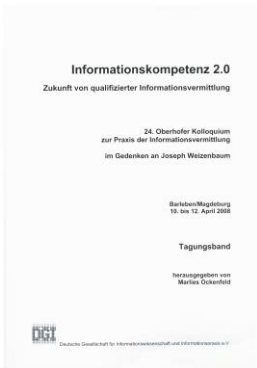 Informationskompetenz 2.0
Zukunft von qualifizierter Informationsvermittlung
24. Oberhofer Kolloquium
zur Praxis der Informationsvermittlung
im Gedenken an Joseph Weizenbaum
Barleben/Magdeburg
10. bis 12. April 2008
Tagungsband
herausgegeben von
Marlies Ockenfeld
DGI
Deutsche Gesellschaft für Informationswissenschaft und Informationspraxis e.V.